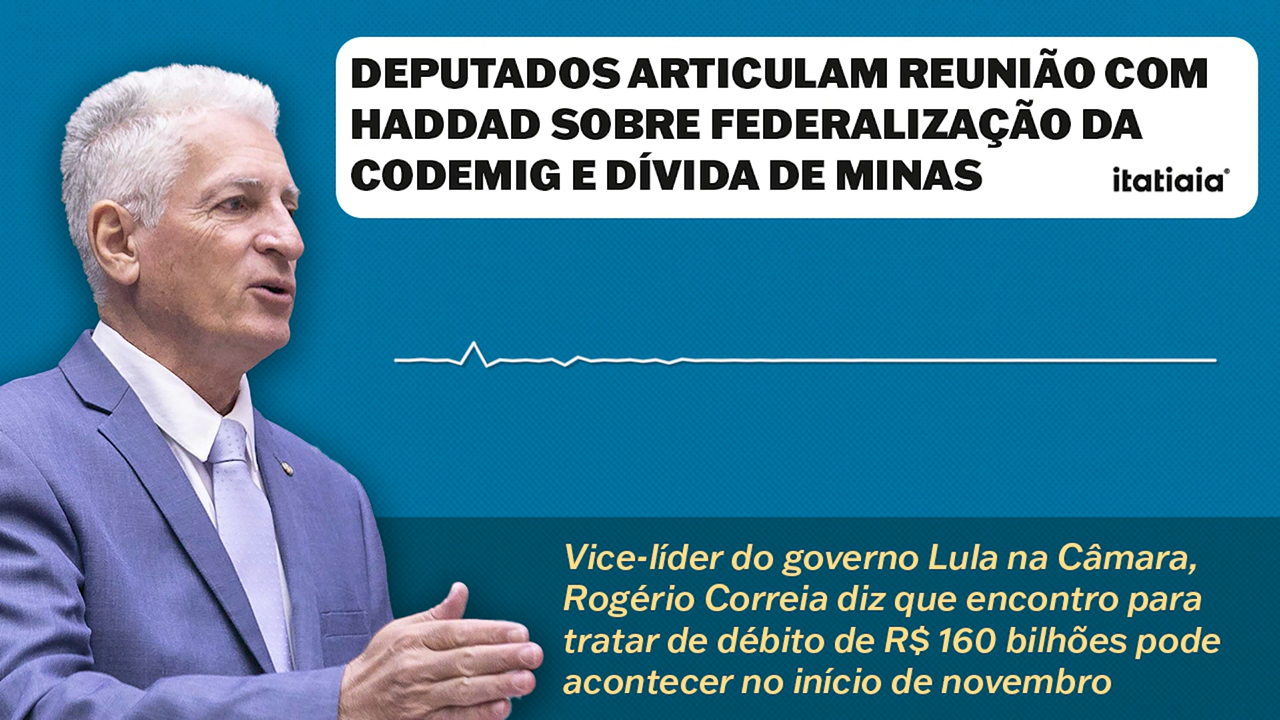 DEPUTADOS ARTICULAM REUNIÃO COM
HADDAD SOBRE FEDERALIZAÇÃO DA
CODEMIG E DÍVIDA DE MINAS
itatiaia
Vice-líder do governo Lula na Câmara,
Rogério Correia diz que encontro para
tratar de débito de R$ 160 bilhões pode
acontecer no início de novembro